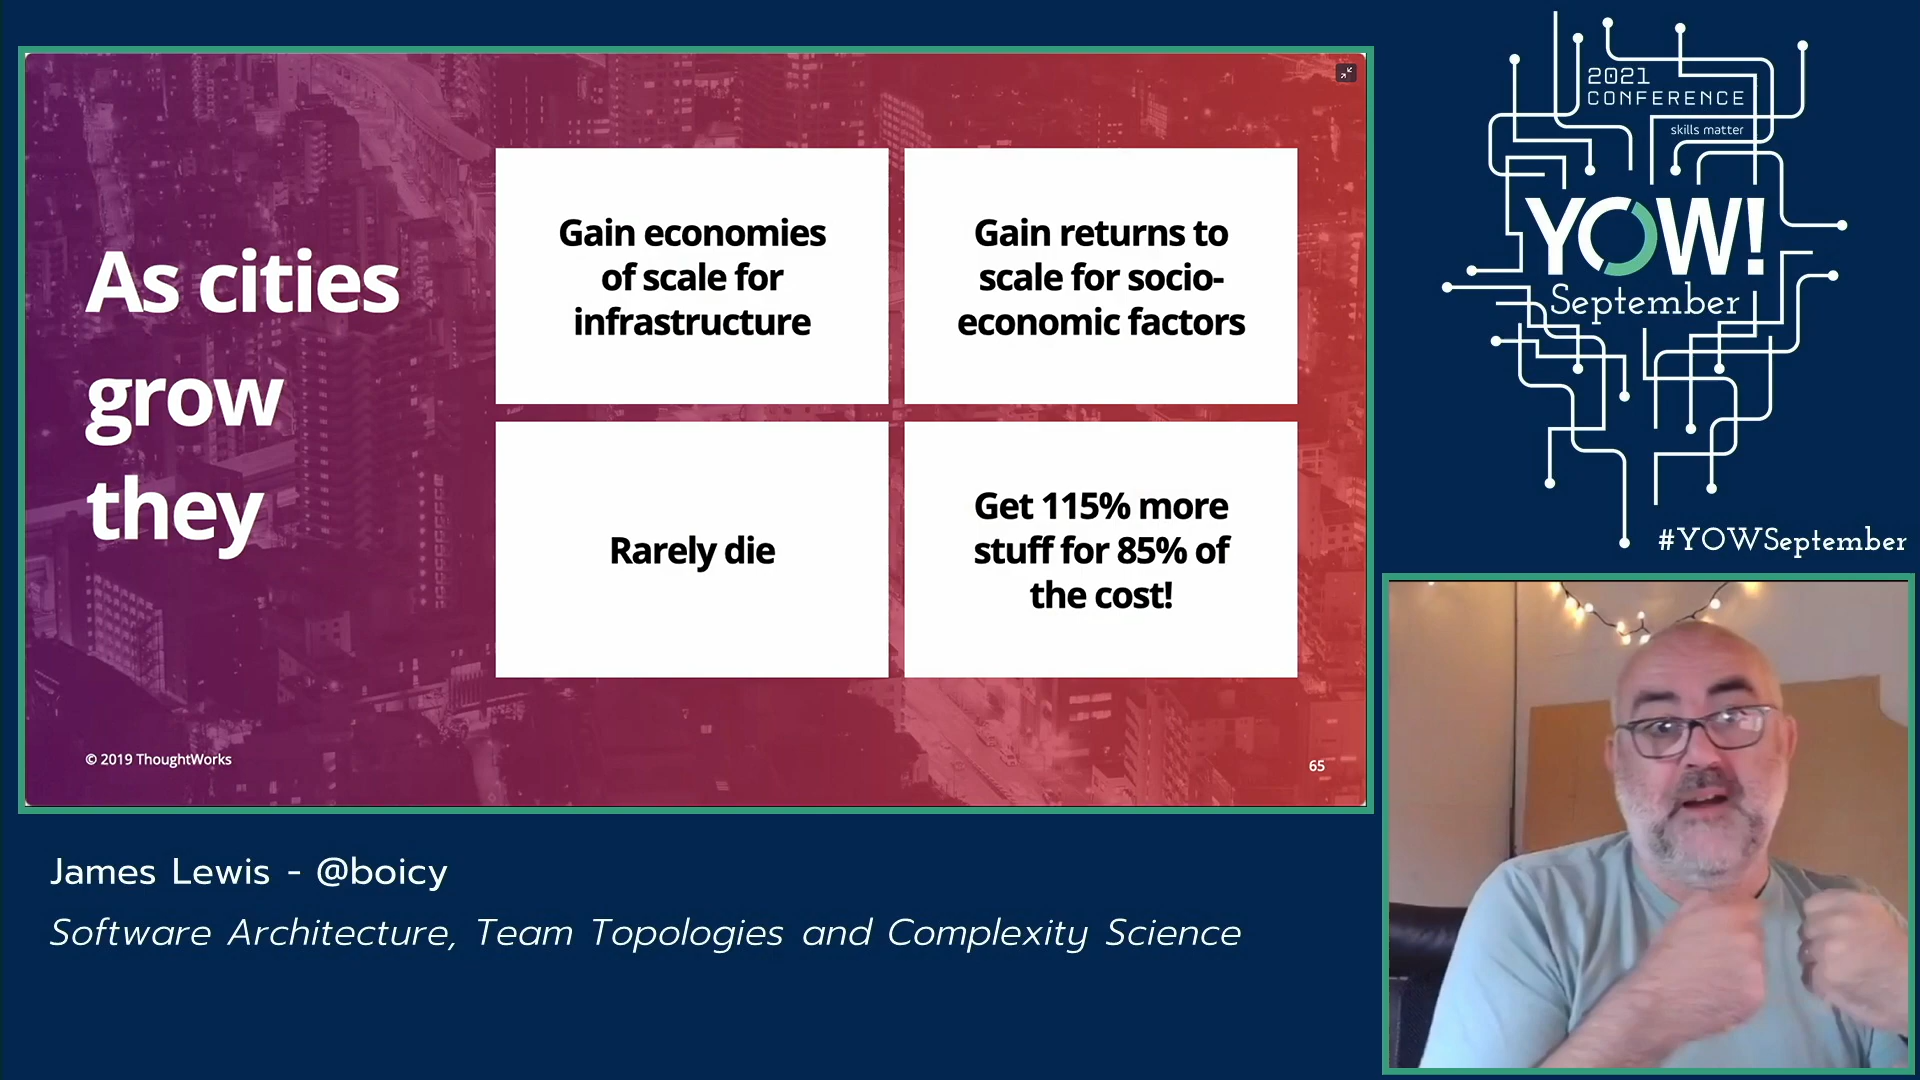 As cities
grow
they
Gain economies
of scale for
infrastructure
Gain returns to
scale for socio-
economic factors
Rarely die
Get 115% more
stuff for 85% of
the cost!
© 2019 ThoughtWorks
65
2021
CONFERENCE
skills matter
YOW!
September
#YOWSeptember
James Lewis - @boicy
Software Architecture, Team Topologies and Complexity Science